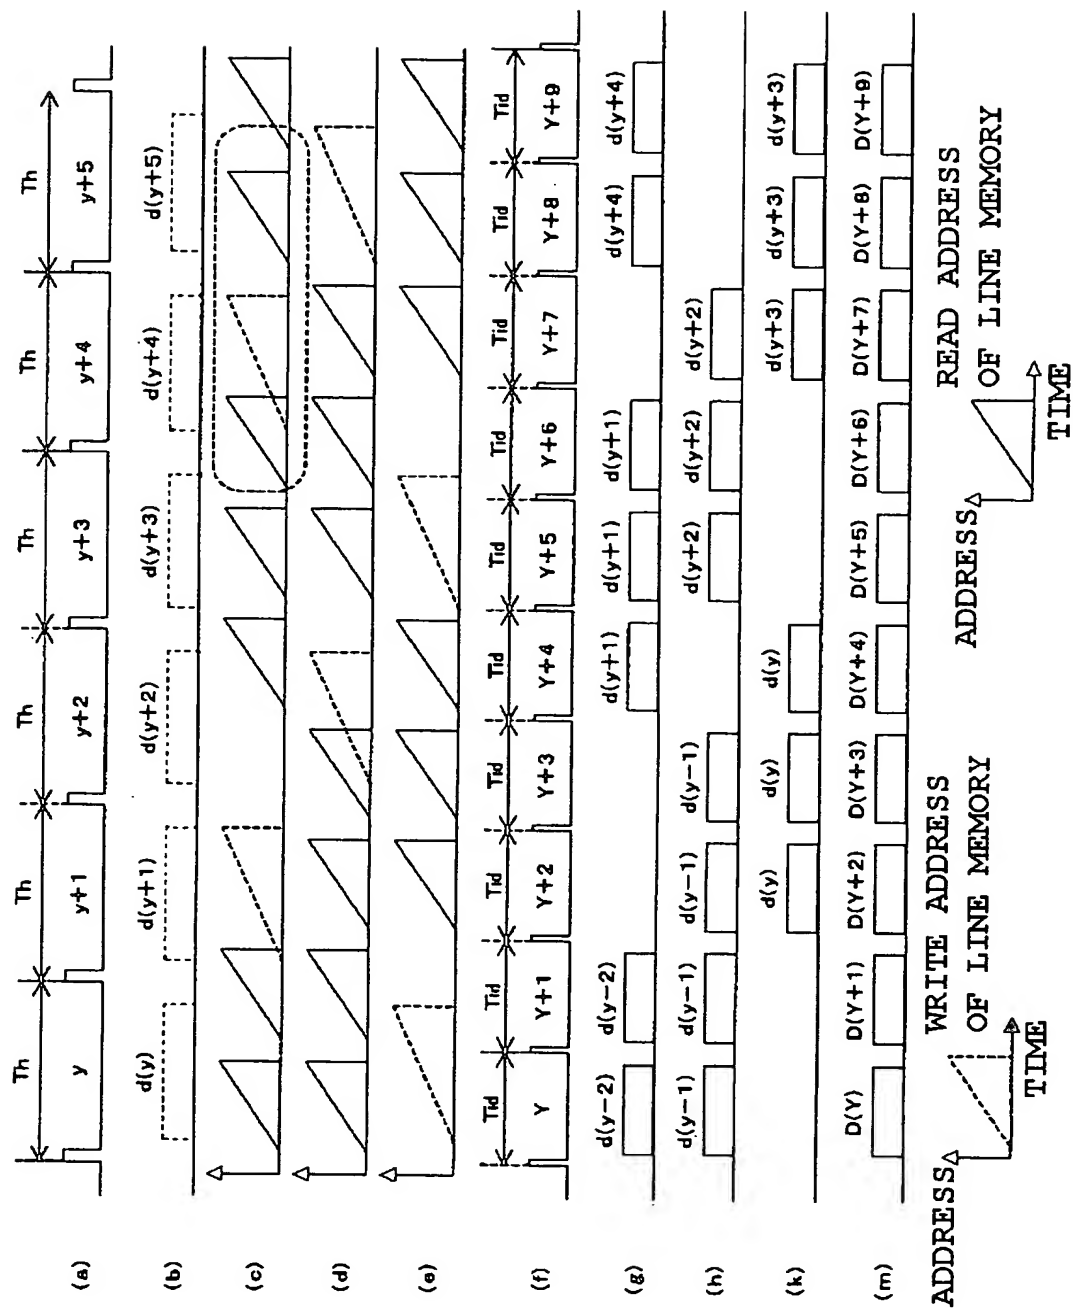 (a) Th Th Th Th Th Th
y y+1 y+2 y+3 y+4 y+5
(b) d(y) d(y+1) d(y+2) d(y+3) d(y+4) d(y+5)
(c)
(d)
(e)
(f) Tid Tid Tid Tid Tid Tid Tid Tid Tid Tid
Y Y+1 Y+2 Y+3 Y+4 Y+5 Y+6 Y+7 Y+8 Y+9
(g) d(y-2) d(y-2) d(y+1) d(y+1) d(y+1) d(y+4) d(y+4)
(h) d(y-1) d(y-1) d(y-1) d(y-1) d(y+2) d(y+2) d(y+2)
(k) d(y) d(y) d(y) d(y+3) d(y+3) d(y+3)
(m) D(Y) D(Y+1) D(Y+2) D(Y+3) D(Y+4) D(Y+5) D(Y+6) D(Y+7) D(Y+8) D(Y+9)
ADDRESS
TIME
WRITE ADDRESS
OF LINE MEMORY
ADDRESS
TIME
READ ADDRESS
OF LINE MEMORY